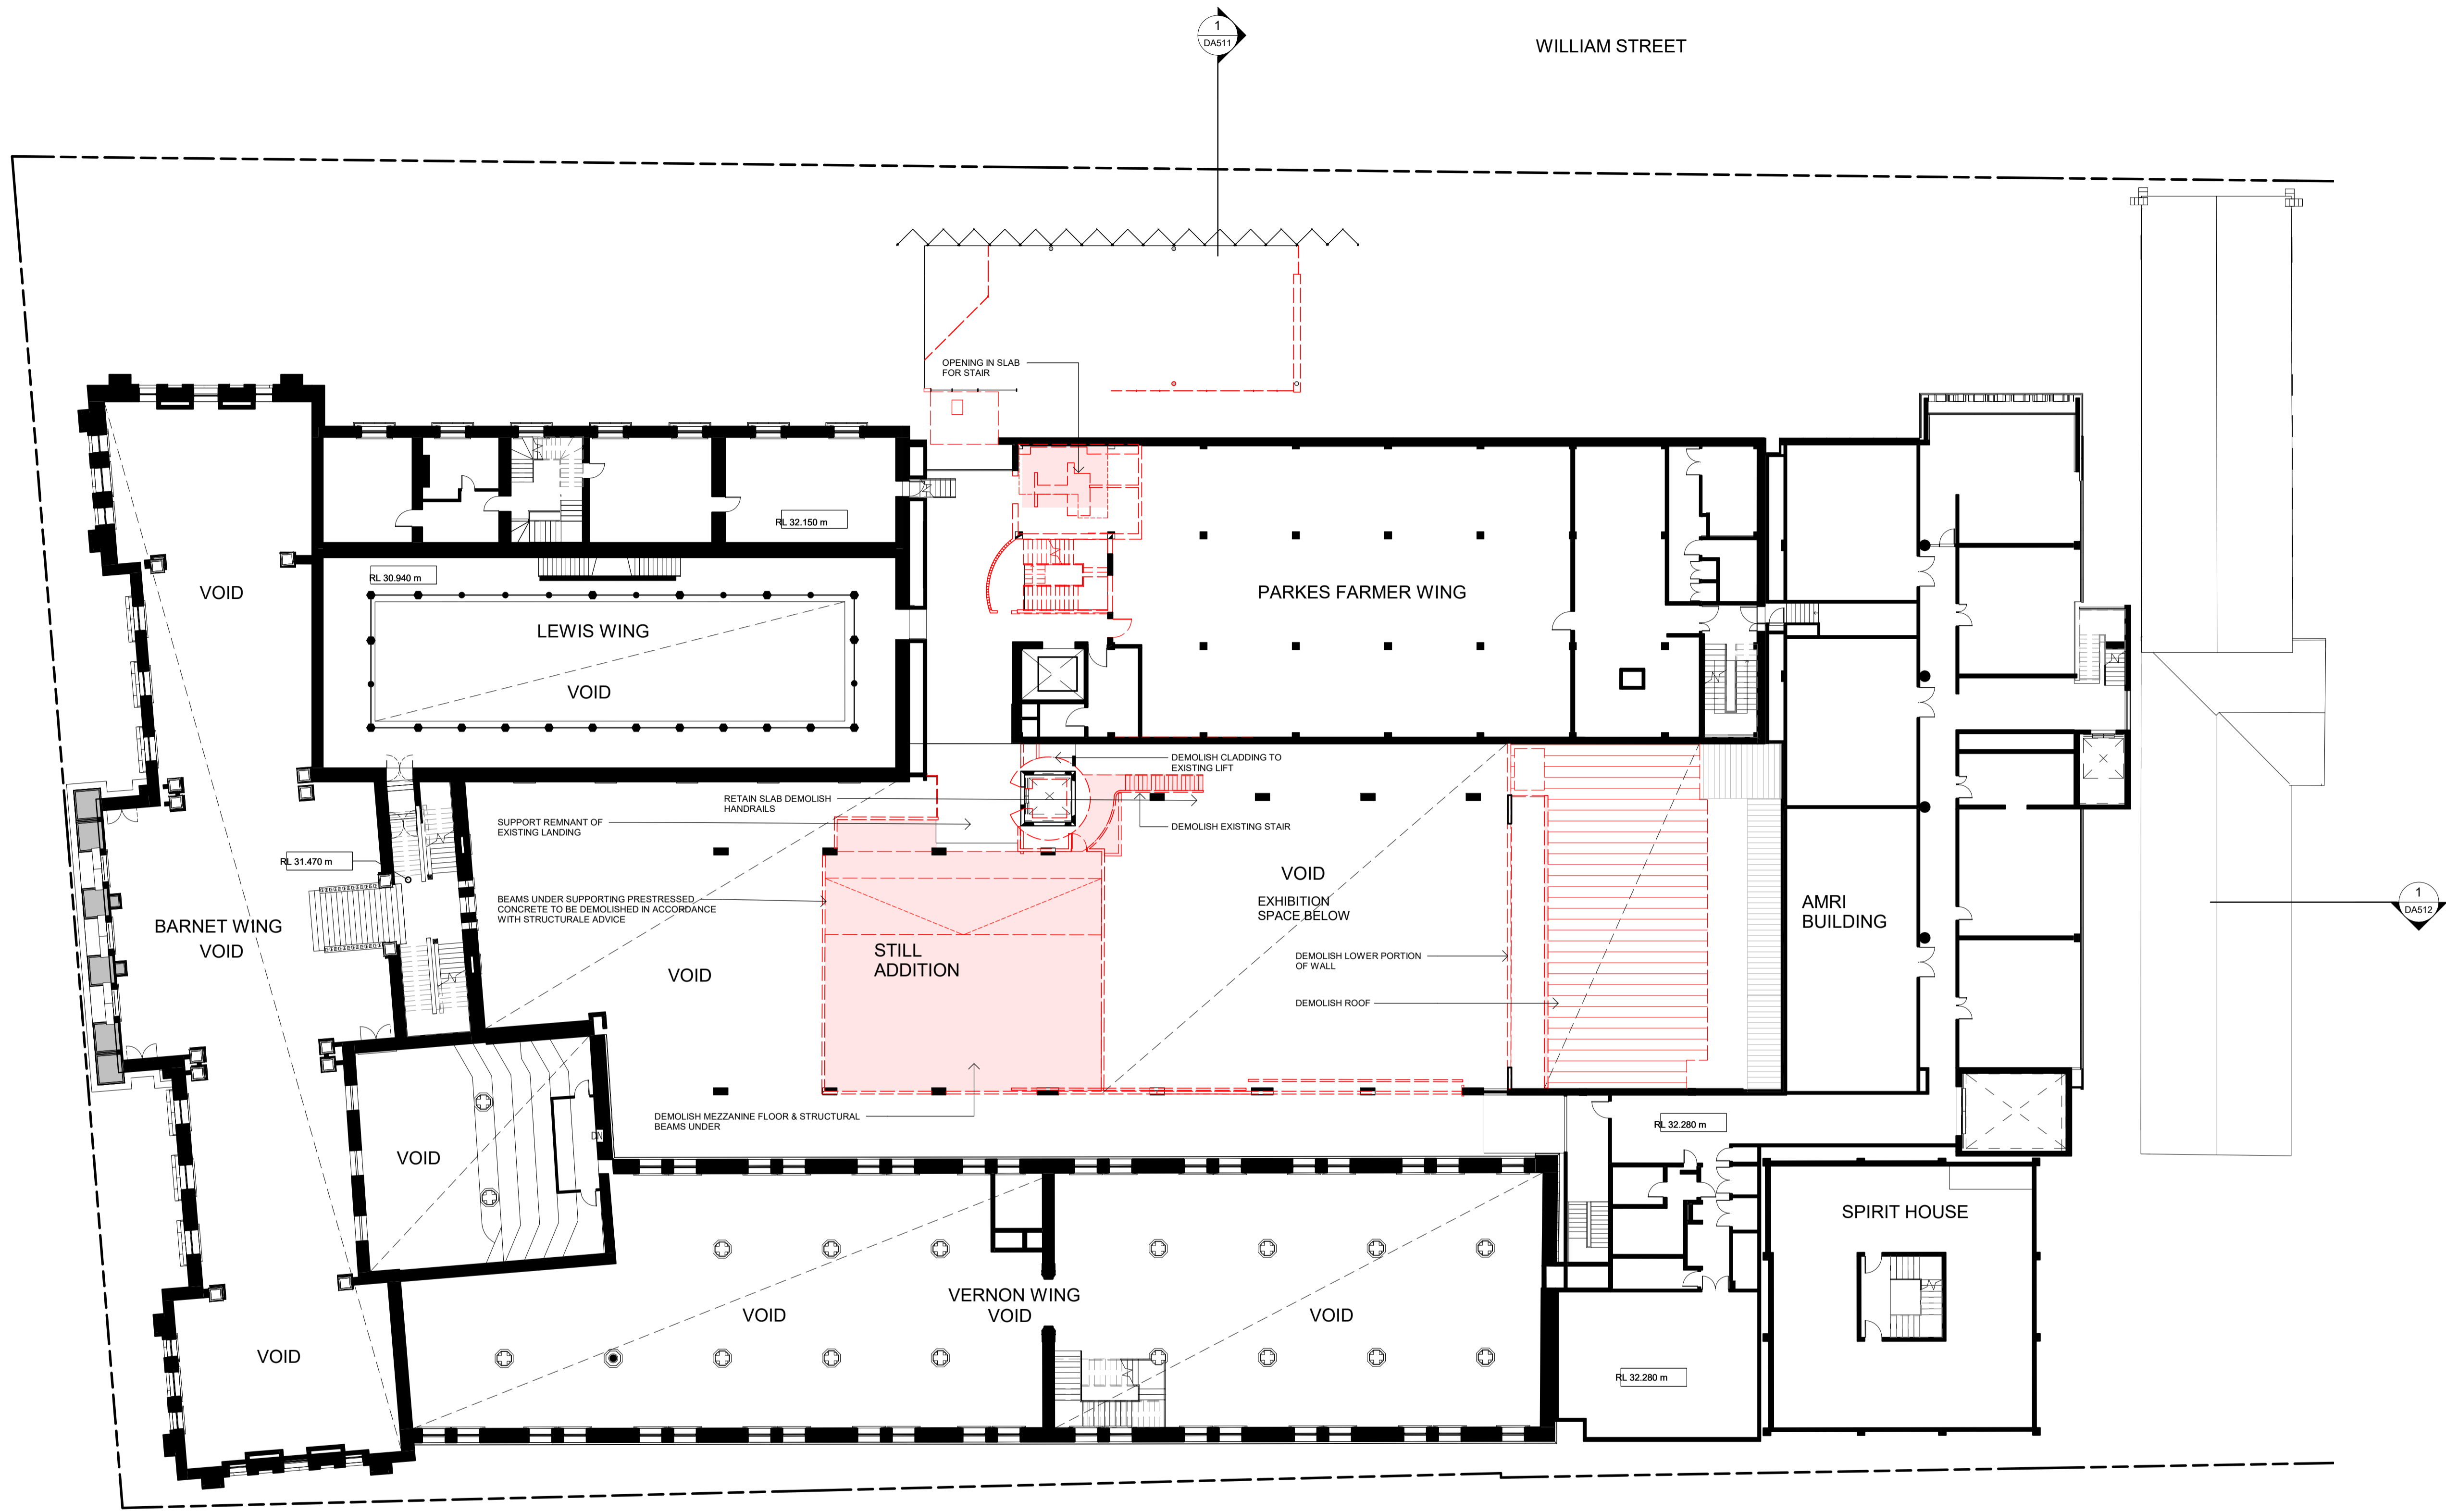 1
DA511
WILLIAM STREET
OPENING IN SLAB
FOR STAIR
RL 32.150 m
RL 30.940 m
VOID
PARKES FARMER WING
LEWIS WING
VOID
DEMOLISH CLADDING TO
EXISTING LIFT
RETAIN SLAB DEMOLISH
HANDRAILS
SUPPORT REMNANT OF
EXISTING LANDING
DEMOLISH EXISTING STAIR
RL 31.470 m
VOID
EXHIBITION
SPACE BELOW
BEAMS UNDER SUPPORTING PRESTRESSED
CONCRETE TO BE DEMOLISHED IN ACCORDANCE
WITH STRUCTURALE ADVICE
AMRI
BUILDING
1
DA512
BARNET WING
VOID
STILL
ADDITION
DEMOLISH LOWER PORTION
OF WALL
VOID
DEMOLISH ROOF
DEMOLISH MEZZANINE FLOOR & STRUCTURAL
BEAMS UNDER
RL 32.280 m
DN
VOID
SPIRIT HOUSE
VERNON WING
VOID
VOID
VOID
VOID
RL 32.280 m